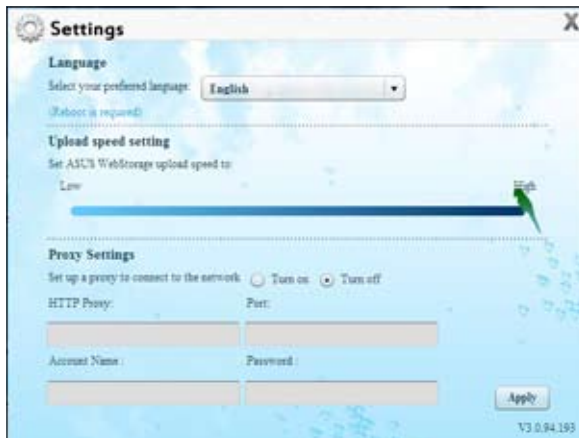 Settings
X
Language
Select your preferred language:
English
(Reboot is required)
Upload speed setting
Set ASUS WebStorage upload speed to:
Low
High
Proxy Settings
Set up a proxy to connect to the network
Turn on
Turn off
HTTP Proxy:
Port:
Account Name :
Password :
Apply
V3.0.94.193